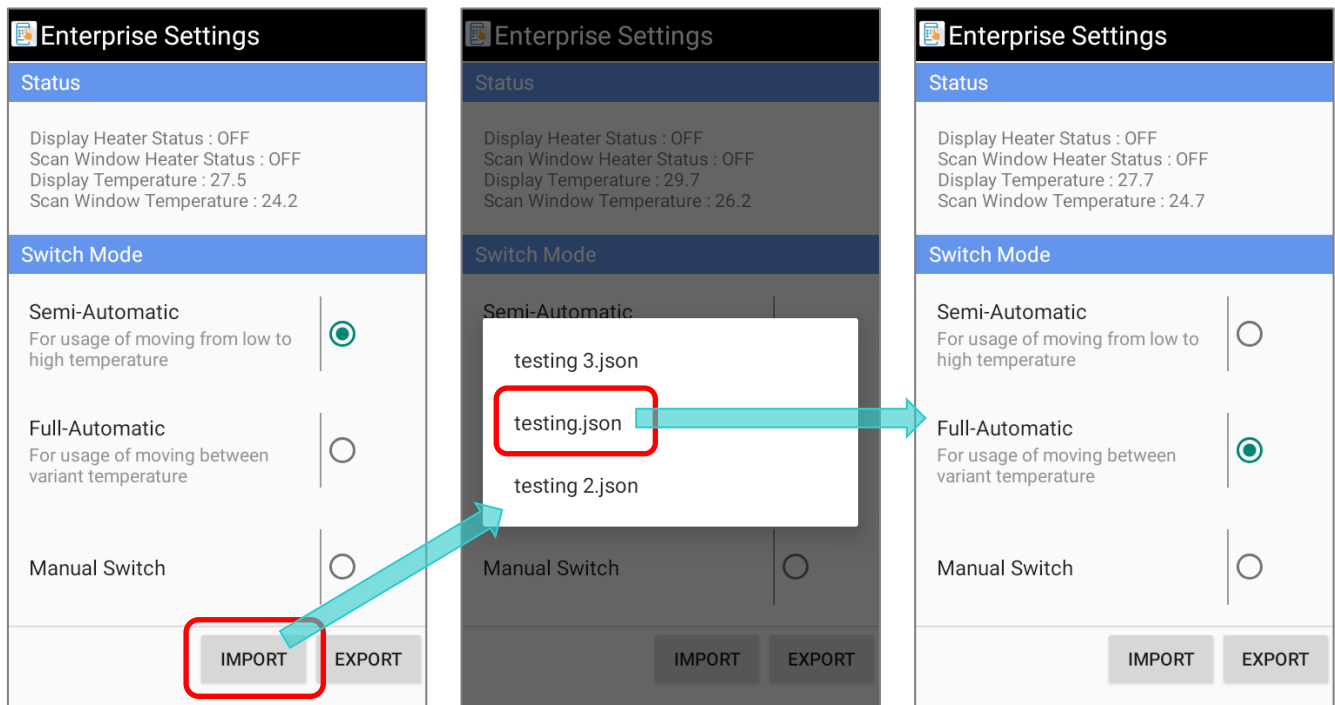 Enterprise Settings
Status
Display Heater Status : OFF
Scan Window Heater Status : OFF
Display Temperature : 27.5
Scan Window Temperature : 24.2
Switch Mode
Semi-Automatic
For usage of moving from low to
high temperature
Full-Automatic
For usage of moving between
variant temperature
Manual Switch
IMPORT EXPORT
Enterprise Settings
Status
Display Heater Status : OFF
Scan Window Heater Status : OFF
Display Temperature : 29.7
Scan Window Temperature : 26.2
Switch Mode
Semi-Automatic
testing 3.json
testing.json
testing 2.json
Manual Switch
IMPORT EXPORT
Enterprise Settings
Status
Display Heater Status : OFF
Scan Window Heater Status : OFF
Display Temperature : 27.7
Scan Window Temperature : 24.7
Switch Mode
Semi-Automatic
For usage of moving from low to
high temperature
Full-Automatic
For usage of moving between
variant temperature
Manual Switch
IMPORT EXPORT